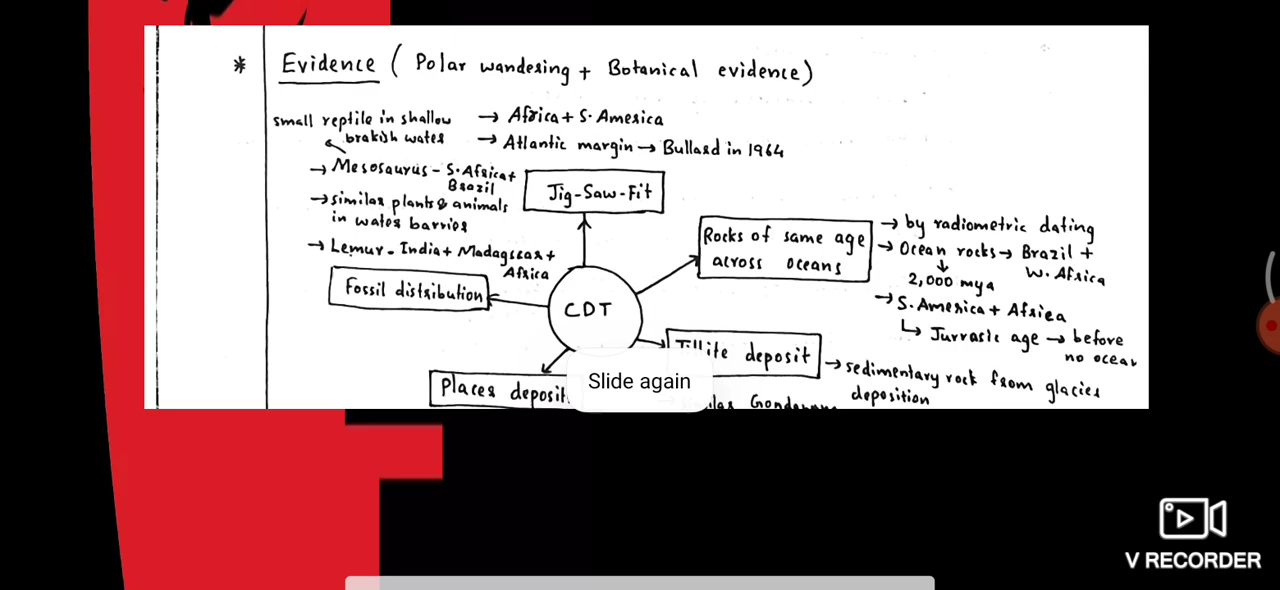 * Evidence ( Polar wandering + Botanical evidence)
small reptile in shallow
brakish water
→ Mesosaurus - S. Africa +
Brazil
→ similar plants & animals
in water barrier
→ Lemur - India + Madagascar +
Africa
Fossil distribution
→ Africa + S. America
→ Atlantic margin → Bullard in 1964
Jig-Saw-Fit
CDT
Rocks of same age
across oceans
→ by radiometric dating
→ Ocean rocks → Brazil +
W. Africa
↓
2,000 mya
→ S. America + Africa
↳ Jurrasic age → before
no ocean
Tillite deposit
→ sedimentary rock from glacier
deposition
Placer deposit
Slide again
V RECORDER